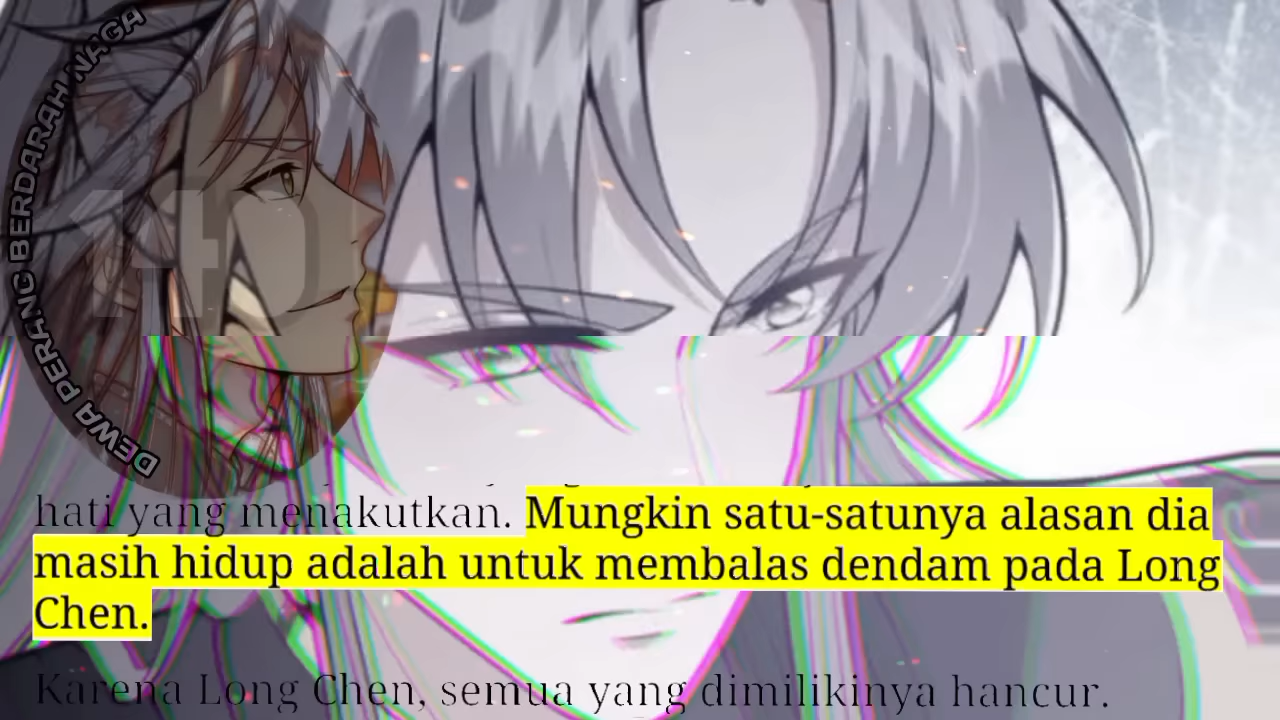 DEWA PERANG BERDARAH NAGA
HD
hati yang menakutkan. Mungkin satu-satunya alasan dia
masih hidup adalah untuk membalas dendam pada Long
Chen.
Karena Long Chen, semua yang dimilikinya hancur.